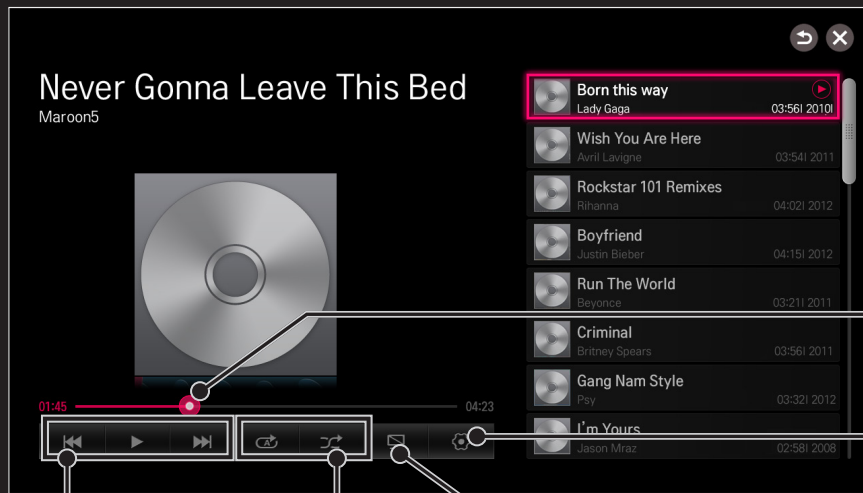 Never Gonna Leave This Bed
Maroon5
01:45
04:23
Born this way
Lady Gaga 03:56| 2010|
Wish You Are Here
Avril Lavigne 03:54| 2011
Rockstar 101 Remixes
Rihanna 04:02| 2012
Boyfriend
Justin Bieber 04:15| 2012
Run The World
Beyonce 03:21| 2011
Criminal
Britney Spears 03:56| 2011
Gang Nam Style
Psy 03:32| 2012
I'm Yours
Jason Mraz 02:58| 2008